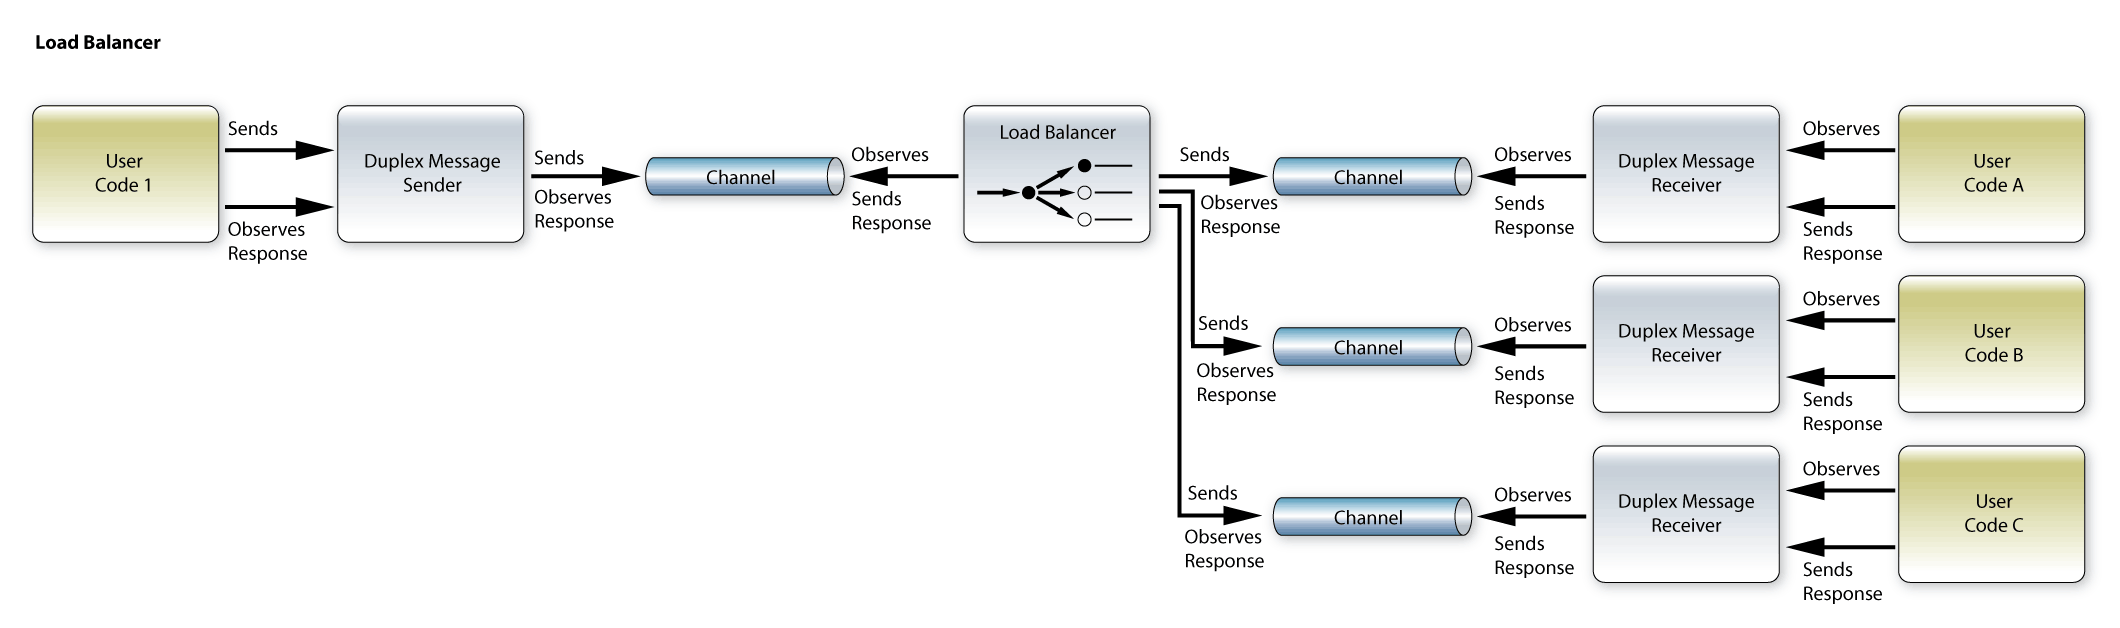 Load Balancer
User
Code 1
Sends
Observes
Response
Duplex Message
Sender
Sends
Observes
Response
Channel
Observes
Sends
Response
Load Balancer
Sends
Observes
Response
Channel
Observes
Sends
Response
Duplex Message
Receiver
Observes
Sends
Response
User
Code A
Sends
Observes
Response
Channel
Observes
Sends
Response
Duplex Message
Receiver
Observes
Sends
Response
User
Code B
Sends
Observes
Response
Channel
Observes
Sends
Response
Duplex Message
Receiver
Observes
Sends
Response
User
Code C